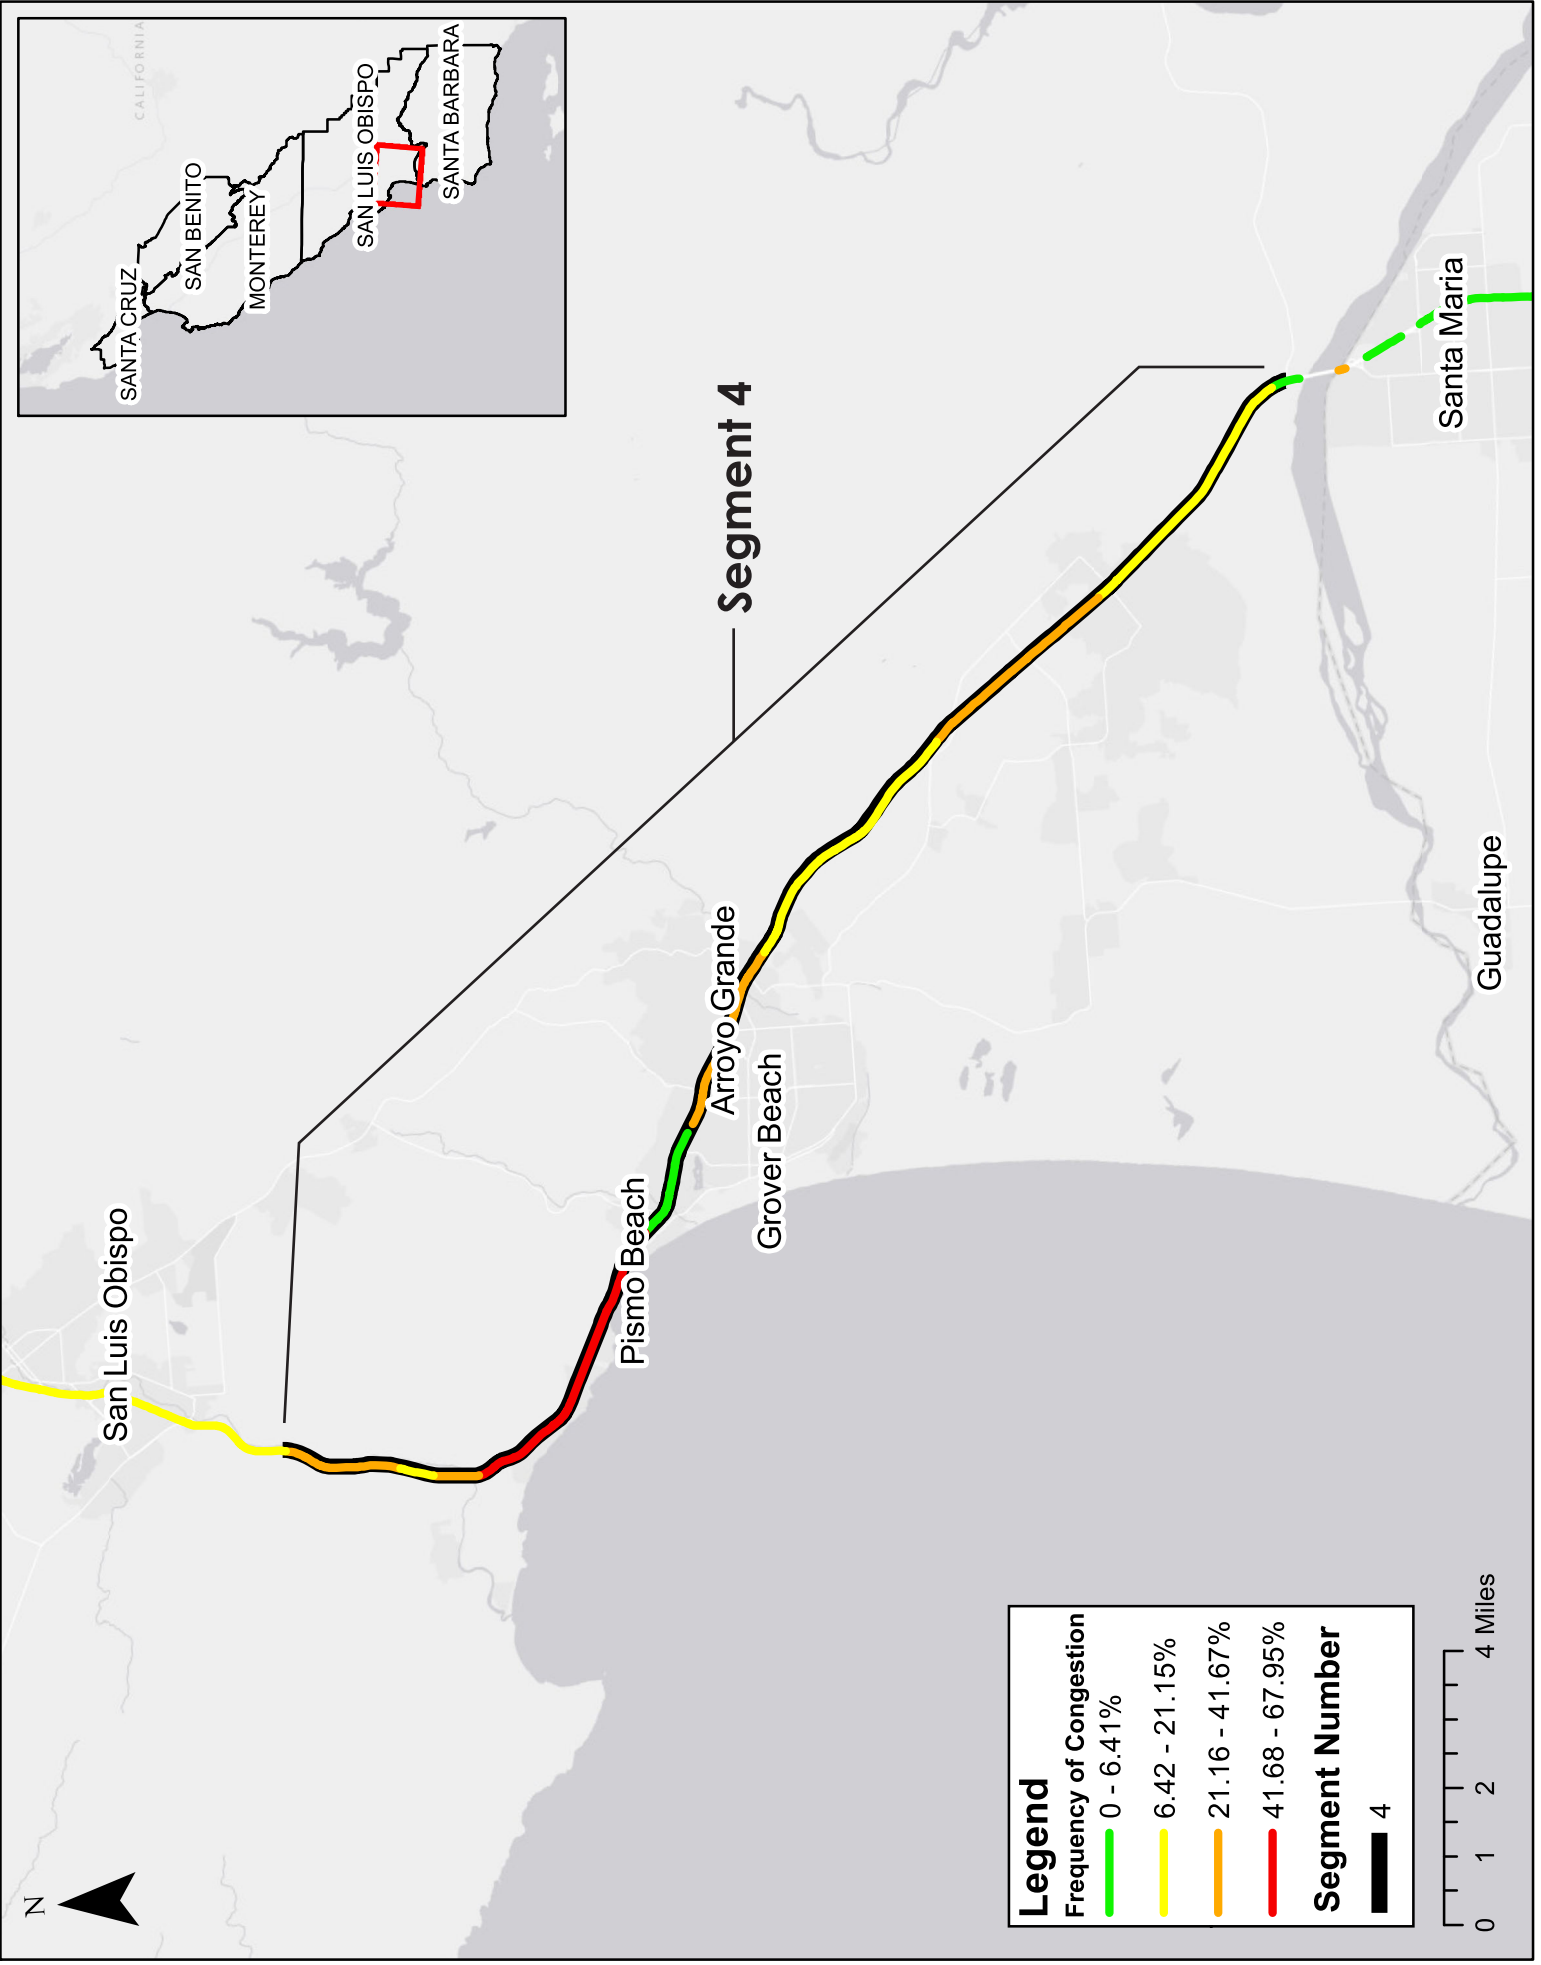 N
San Luis Obispo
Pismo Beach
Arroyo Grande
Grover Beach
Segment 4
Guadalupe
Santa Maria
CALIFORNIA
SANTA CRUZ
SAN BENITO
MONTEREY
SAN LUIS OBISPO
SANTA BARBARA
Legend
Frequency of Congestion
0 - 6.41%
6.42 - 21.15%
21.16 - 41.67%
41.68 - 67.95%
Segment Number
4
0 1 2 4 Miles